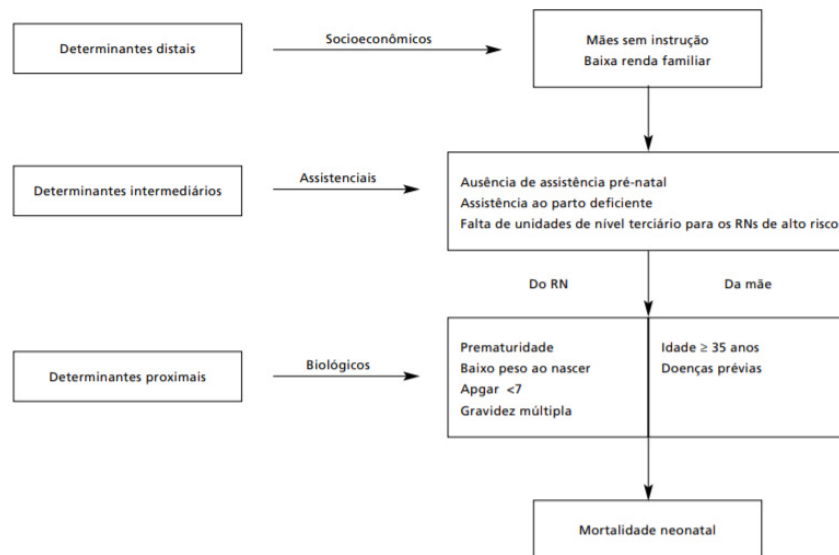 Determinantes distais
Socioeconômicos
Mães sem instrução
Baixa renda familiar
Determinantes intermediários
Assistenciais
Ausência de assistência pré-natal
Assistência ao parto deficiente
Falta de unidades de nível terciário para os RNs de alto risco
Do RN
Da mãe
Determinantes proximais
Biológicos
Prematuridade
Baixo peso ao nascer
Apgar <7
Gravidez múltipla
Idade ≥ 35 anos
Doenças prévias
Mortalidade neonatal